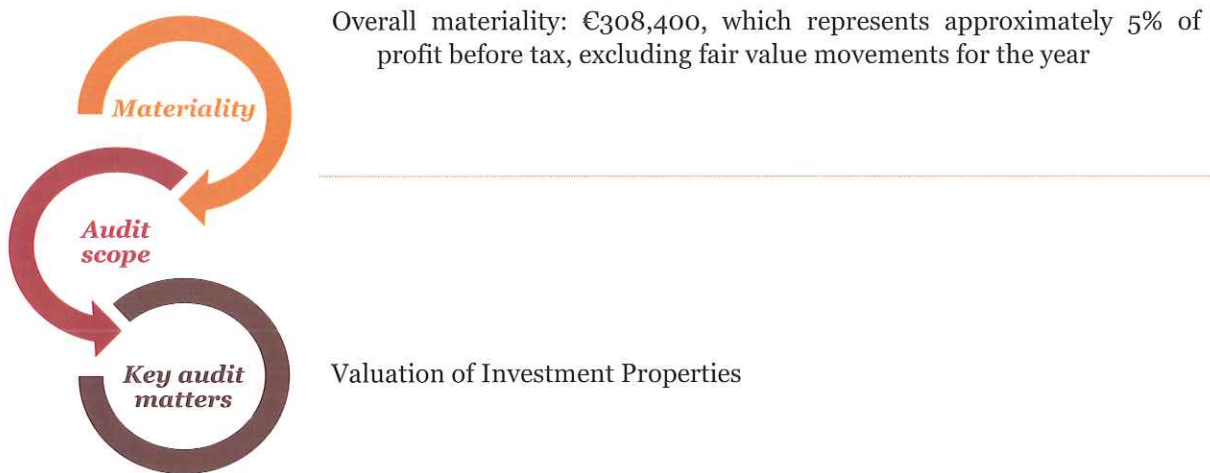 Overall materiality: €308,400, which represents approximately 5% of
profit before tax, excluding fair value movements for the year
Materiality
Audit
scope
Key audit
matters
Valuation of Investment Properties